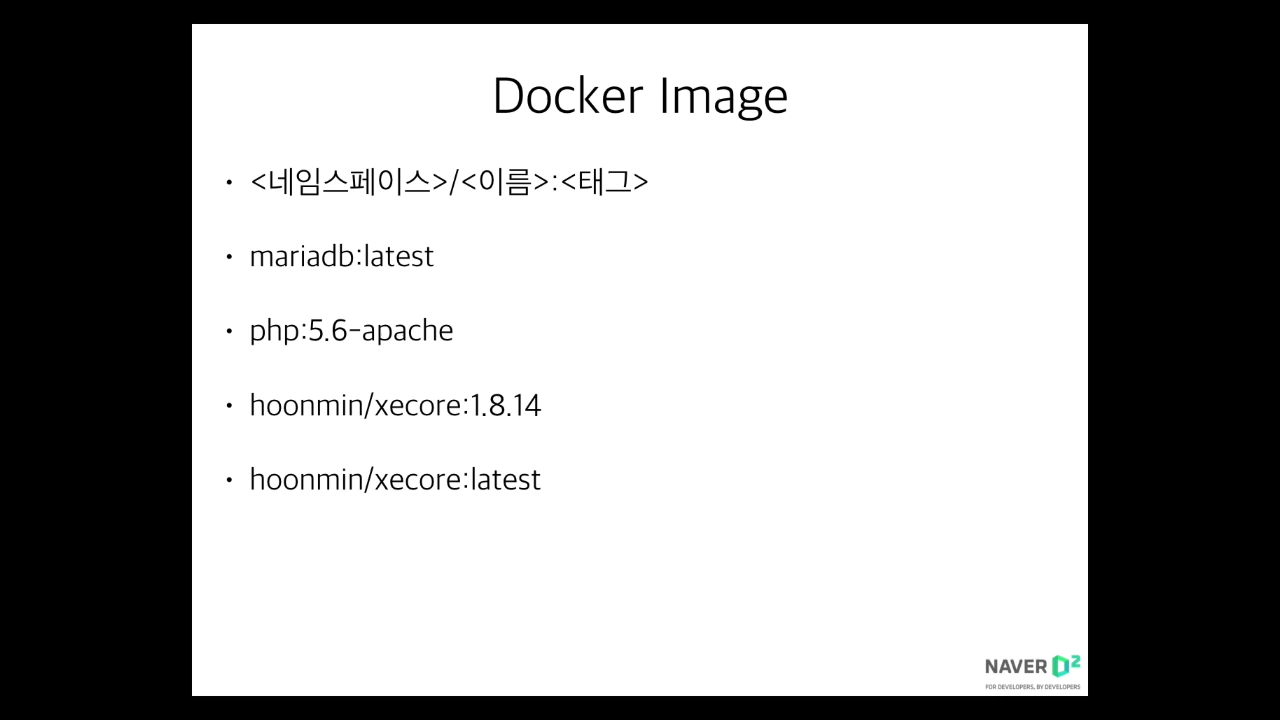 Docker Image
• <네임스페이스>/<이름>:<태그>
• mariadb:latest
• php:5.6-apache
• hoonmin/xecore:1.8.14
• hoonmin/xecore:latest
NAVER D2
FOR DEVELOPERS, BY DEVELOPERS